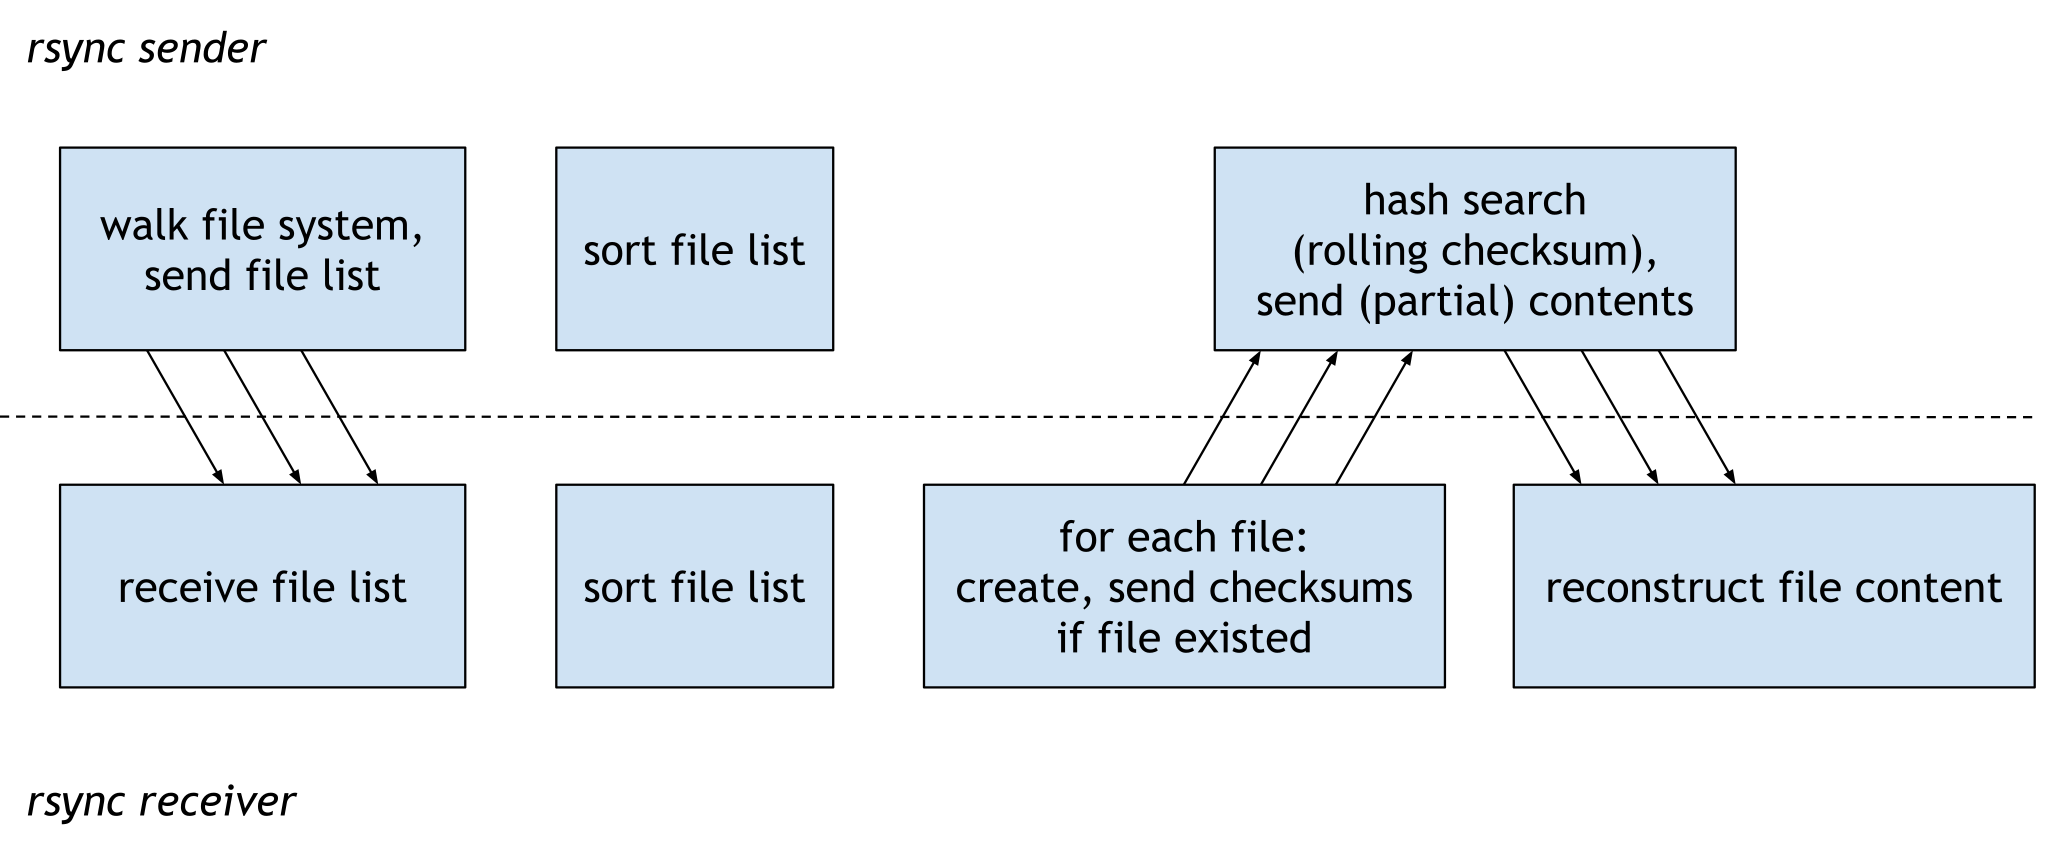 rsync sender
walk file system,
send file list
sort file list
hash search
(rolling checksum),
send (partial) contents
receive file list
sort file list
for each file:
create, send checksums
if file existed
reconstruct file content
rsync receiver